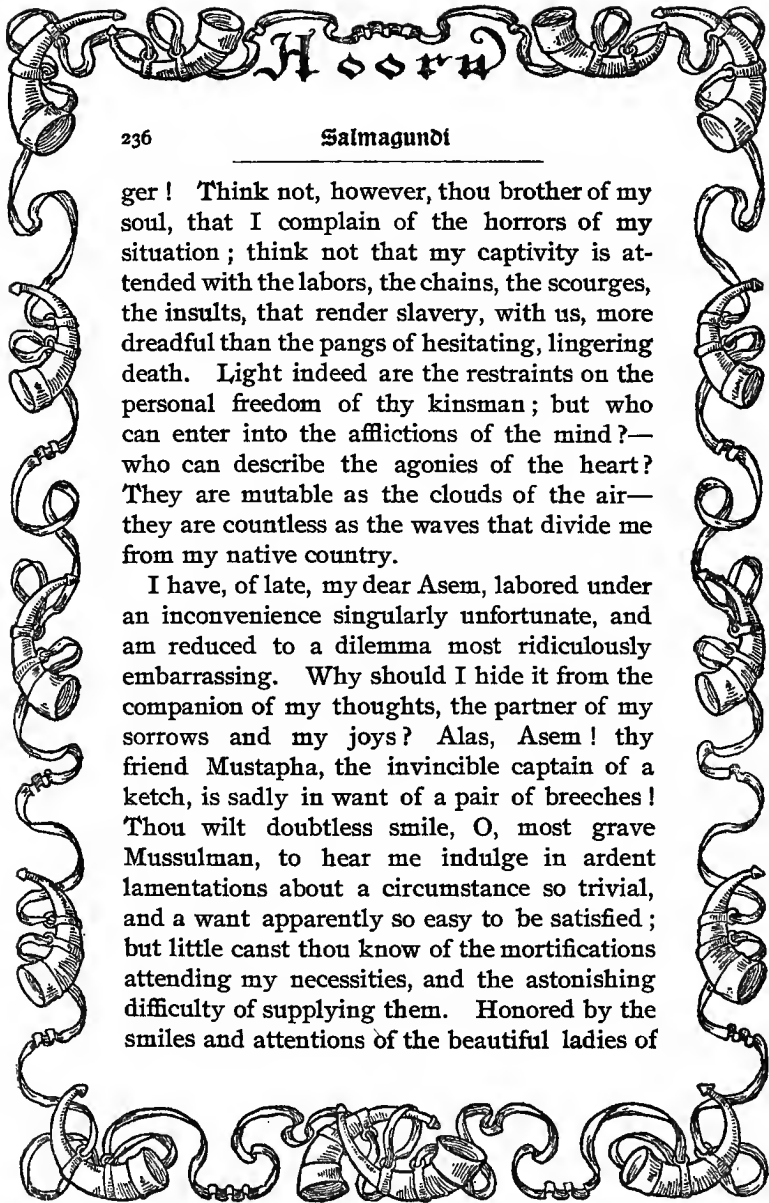 Hoorn
236 Salmagundi
ger ! Think not, however, thou brother of my
soul, that I complain of the horrors of my
situation ; think not that my captivity is at-
tended with the labors, the chains, the scourges,
the insults, that render slavery, with us, more
dreadful than the pangs of hesitating, lingering
death. Light indeed are the restraints on the
personal freedom of thy kinsman ; but who
can enter into the afflictions of the mind ?—
who can describe the agonies of the heart ?
They are mutable as the clouds of the air—
they are countless as the waves that divide me
from my native country.
I have, of late, my dear Asem, labored under
an inconvenience singularly unfortunate, and
am reduced to a dilemma most ridiculously
embarrassing. Why should I hide it from the
companion of my thoughts, the partner of my
sorrows and my joys ? Alas, Asem ! thy
friend Mustapha, the invincible captain of a
ketch, is sadly in want of a pair of breeches !
Thou wilt doubtless smile, O, most grave
Mussulman, to hear me indulge in ardent
lamentations about a circumstance so trivial,
and a want apparently so easy to be satisfied ;
but little canst thou know of the mortifications
attending my necessities, and the astonishing
difficulty of supplying them. Honored by the
smiles and attentions of the beautiful ladies of